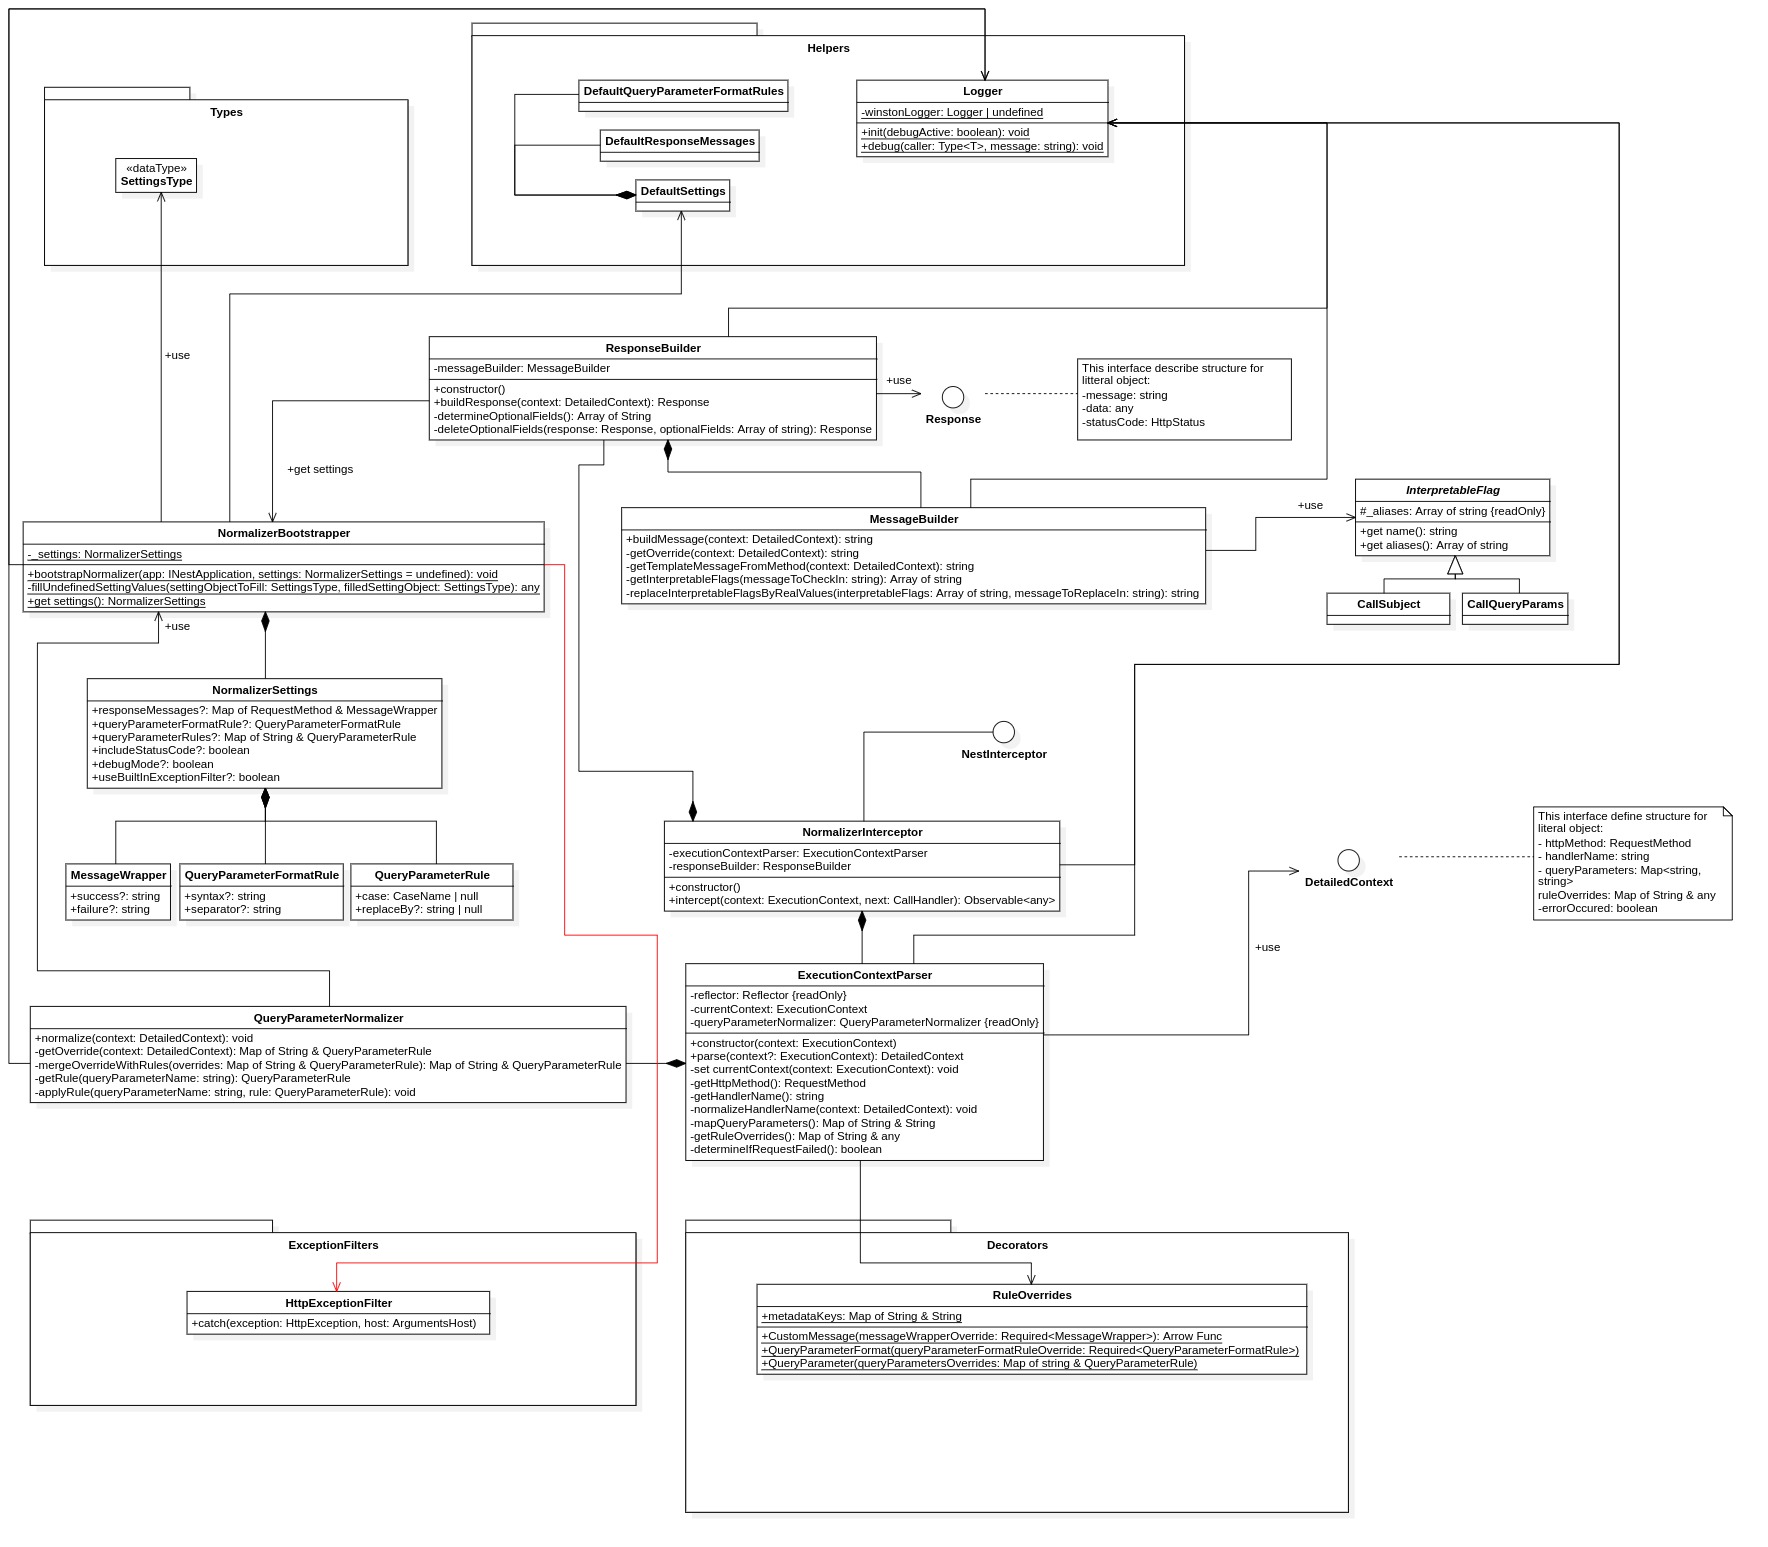 Helpers
DefaultQueryParameterFormatRules
DefaultResponseMessages
DefaultSettings
Logger
-winstonLogger: Logger | undefined
+init(debugActive: boolean): void
+debug(caller: Type<T>, message: string): void
Types
«dataType»
SettingsType
+use
ResponseBuilder
-messageBuilder: MessageBuilder
+constructor()
+buildResponse(context: DetailedContext): Response
-determineOptionalFields(): Array of String
-deleteOptionalFields(response: Response, optionalFields: Array of string): Response
+use
Response
This interface describe structure for
litteral object:
-message: string
-data: any
-statusCode: HttpStatus
+get settings
NormalizerBootstrapper
-_settings: NormalizerSettings
+bootstrapNormalizer(app: INestApplication, settings: NormalizerSettings = undefined): void
-fillUndefinedSettingValues(settingObjectToFill: SettingsType, filledSettingObject: SettingsType): any
+get settings(): NormalizerSettings
+use
MessageBuilder
+buildMessage(context: DetailedContext): string
-getOverride(context: DetailedContext): string
-getTemplateMessageFromMethod(context: DetailedContext): string
-getInterpretableFlags(messageToCheckIn: string): Array of string
-replaceInterpretableFlagsByRealValues(interpretableFlags: Array of string, messageToReplaceIn: string): string
+use
InterpretableFlag
#_aliases: Array of string {readOnly}
+get name(): string
+get aliases(): Array of string
CallSubject
CallQueryParams
NormalizerSettings
+responseMessages?: Map of RequestMethod & MessageWrapper
+queryParameterFormatRule?: QueryParameterFormatRule
+queryParameterRules?: Map of String & QueryParameterRule
+includeStatusCode?: boolean
+debugMode?: boolean
+useBuiltInExceptionFilter?: boolean
MessageWrapper
+success?: string
+failure?: string
QueryParameterFormatRule
+syntax?: string
+separator?: string
QueryParameterRule
+case: CaseName | null
+replaceBy?: string | null
NestInterceptor
NormalizerInterceptor
-executionContextParser: ExecutionContextParser
-responseBuilder: ResponseBuilder
+constructor()
+intercept(context: ExecutionContext, next: CallHandler): Observable<any>
DetailedContext
This interface define structure for
literal object:
- httpMethod: RequestMethod
- handlerName: string
- queryParameters: Map<string,
string>
ruleOverrides: Map of String & any
-errorOccured: boolean
+use
ExecutionContextParser
-reflector: Reflector {readOnly}
-currentContext: ExecutionContext
-queryParameterNormalizer: QueryParameterNormalizer {readOnly}
+constructor(context: ExecutionContext)
+parse(context?: ExecutionContext): DetailedContext
-set currentContext(context: ExecutionContext): void
-getHttpMethod(): RequestMethod
-getHandlerName(): string
-normalizeHandlerName(context: DetailedContext): void
-mapQueryParameters(): Map of String & String
-getRuleOverrides(): Map of String & any
-determineIfRequestFailed(): boolean
QueryParameterNormalizer
+normalize(context: DetailedContext): void
-getOverride(context: DetailedContext): Map of String & QueryParameterRule
-mergeOverrideWithRules(overrides: Map of String & QueryParameterRule): Map of String & QueryParameterRule
-getRule(queryParameterName: string): QueryParameterRule
-applyRule(queryParameterName: string, rule: QueryParameterRule): void
ExceptionFilters
HttpExceptionFilter
+catch(exception: HttpException, host: ArgumentsHost)
Decorators
RuleOverrides
+metadataKeys: Map of String & String
+CustomMessage(messageWrapperOverride: Required<MessageWrapper>): Arrow Func
+QueryParameterFormat(queryParameterFormatRuleOverride: Required<QueryParameterFormatRule>)
+QueryParameter(queryParametersOverrides: Map of string & QueryParameterRule)